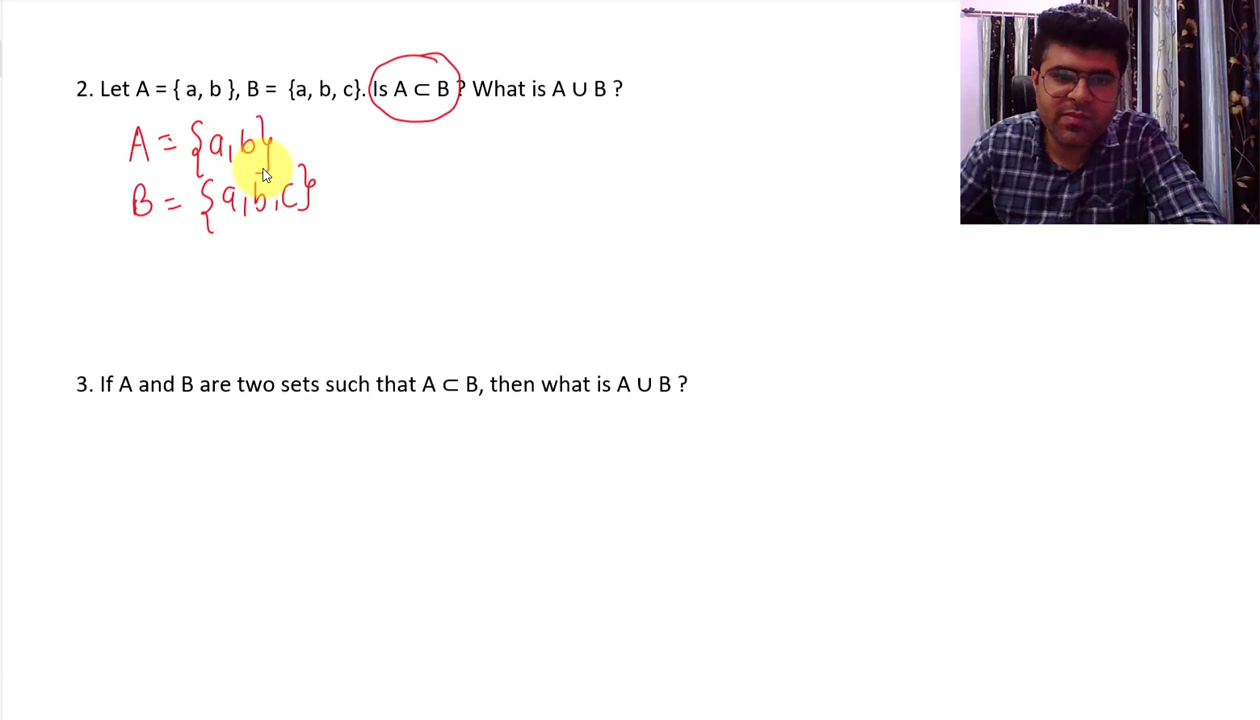 2. Let A = { a, b }, B = {a, b, c}. Is A ⊂ B ? What is A ∪ B ?
A = {a, b}
B = {a, b, c}
3. If A and B are two sets such that A ⊂ B, then what is A ∪ B ?